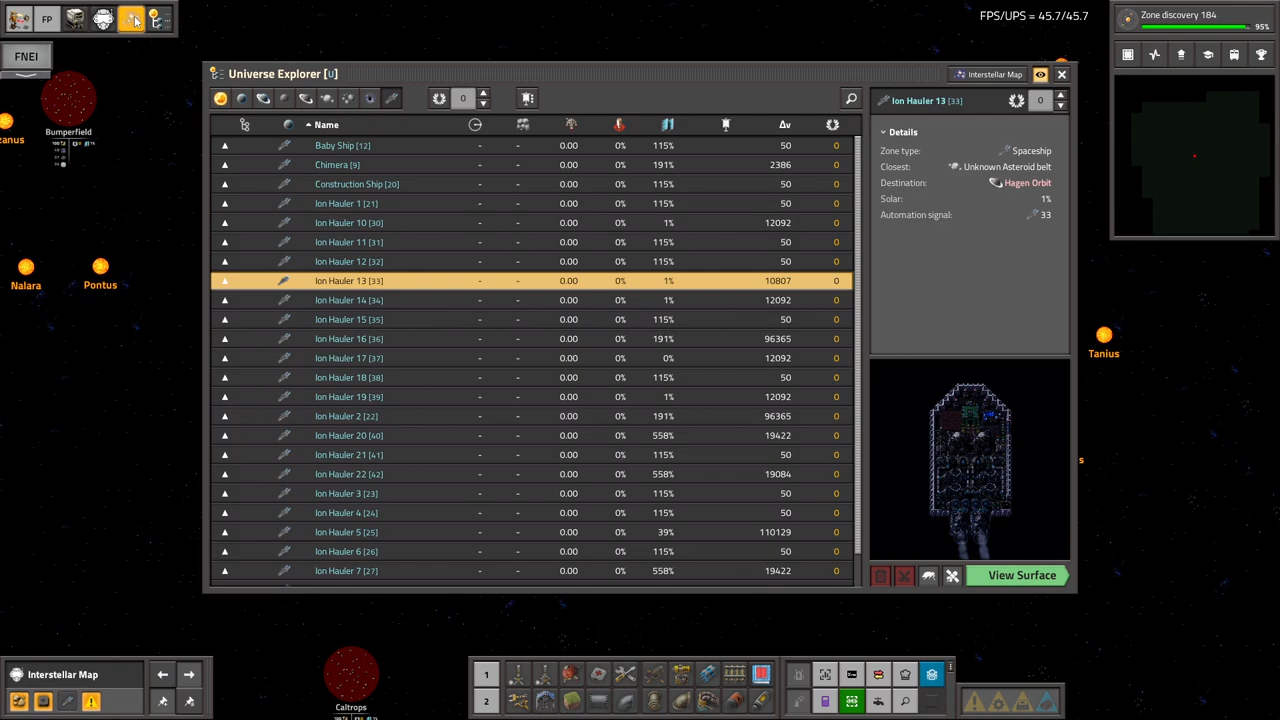 FP
FPS/UPS = 45.7/45.7
Zone discovery 184
95%
FNEI
Universe Explorer [U]
Interstellar Map
0
Ion Hauler 13 [33]
0
Bumperfield
Name
Δv
Details
Zone type: Spaceship
Closest: Unknown Asteroid belt
Destination: Hagen Orbit
Solar: 1%
Automation signal: 33
Baby Ship [12] - - 0.00 0% 115% 50 0
Chimera [9] - - 0.00 0% 191% 2386 0
Construction Ship [20] - - 0.00 0% 115% 50 0
Ion Hauler 1 [21] - - 0.00 0% 115% 50 0
Ion Hauler 10 [30] - - 0.00 0% 1% 12092 0
Ion Hauler 11 [31] - - 0.00 0% 115% 50 0
Ion Hauler 12 [32] - - 0.00 0% 115% 50 0
Ion Hauler 13 [33] - - 0.00 0% 1% 10807 0
Ion Hauler 14 [34] - - 0.00 0% 1% 12092 0
Ion Hauler 15 [35] - - 0.00 0% 115% 50 0
Ion Hauler 16 [36] - - 0.00 0% 191% 96365 0
Ion Hauler 17 [37] - - 0.00 0% 0% 12092 0
Ion Hauler 18 [38] - - 0.00 0% 115% 50 0
Ion Hauler 19 [39] - - 0.00 0% 1% 12092 0
Ion Hauler 2 [22] - - 0.00 0% 191% 96365 0
Ion Hauler 20 [40] - - 0.00 0% 558% 19422 0
Ion Hauler 21 [41] - - 0.00 0% 115% 50 0
Ion Hauler 22 [42] - - 0.00 0% 558% 19084 0
Ion Hauler 3 [23] - - 0.00 0% 115% 50 0
Ion Hauler 4 [24] - - 0.00 0% 115% 50 0
Ion Hauler 5 [25] - - 0.00 0% 39% 110129 0
Ion Hauler 6 [26] - - 0.00 0% 115% 50 0
Ion Hauler 7 [27] - - 0.00 0% 558% 19422 0
View Surface
Nalara
Pontus
Tanius
Interstellar Map
Caltrops
1
2